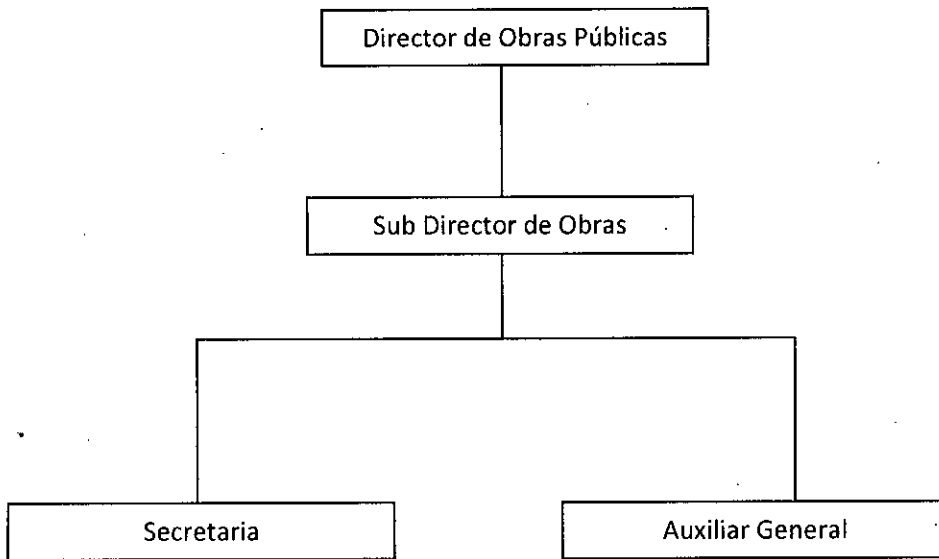 Director de Obras Públicas
Sub Director de Obras
Secretaria
Auxiliar General